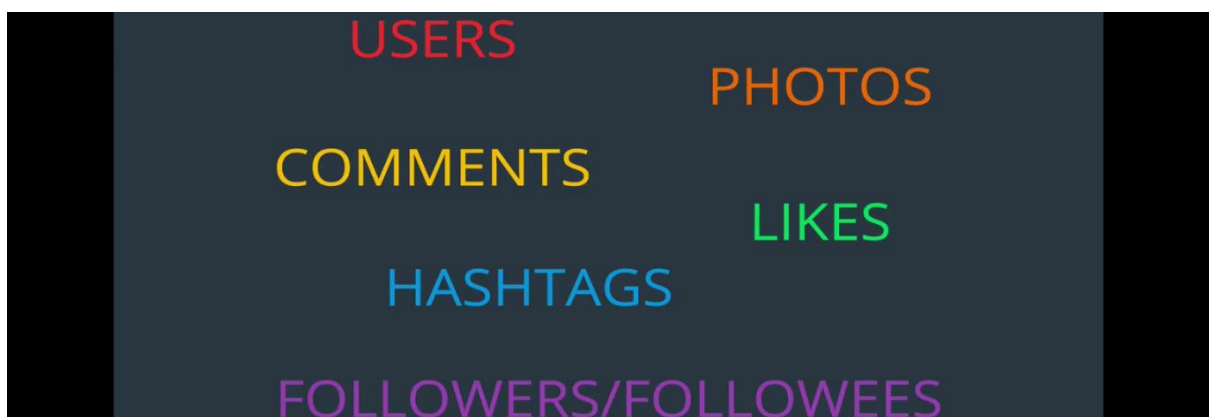 USERS
PHOTOS
COMMENTS
LIKES
HASHTAGS
FOLLOWERS/FOLLOWEES